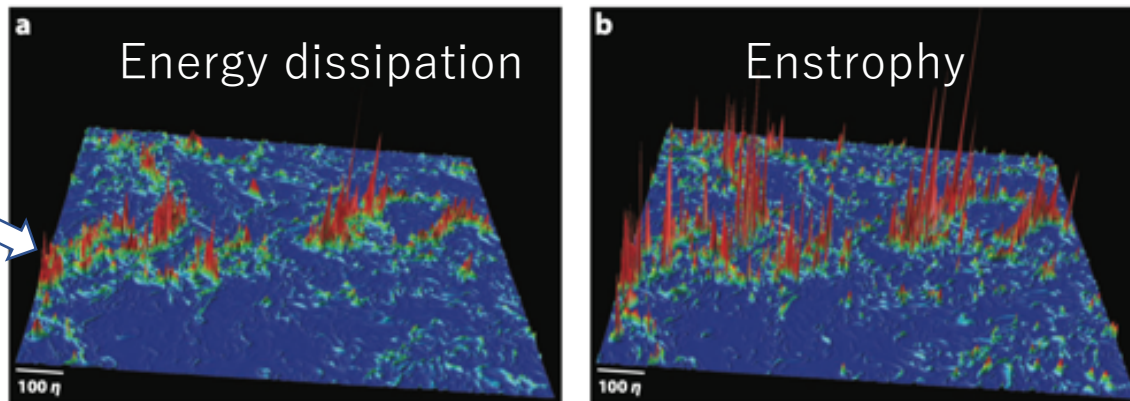 a
Energy dissipation
100 η
b
Enstrophy
100 η